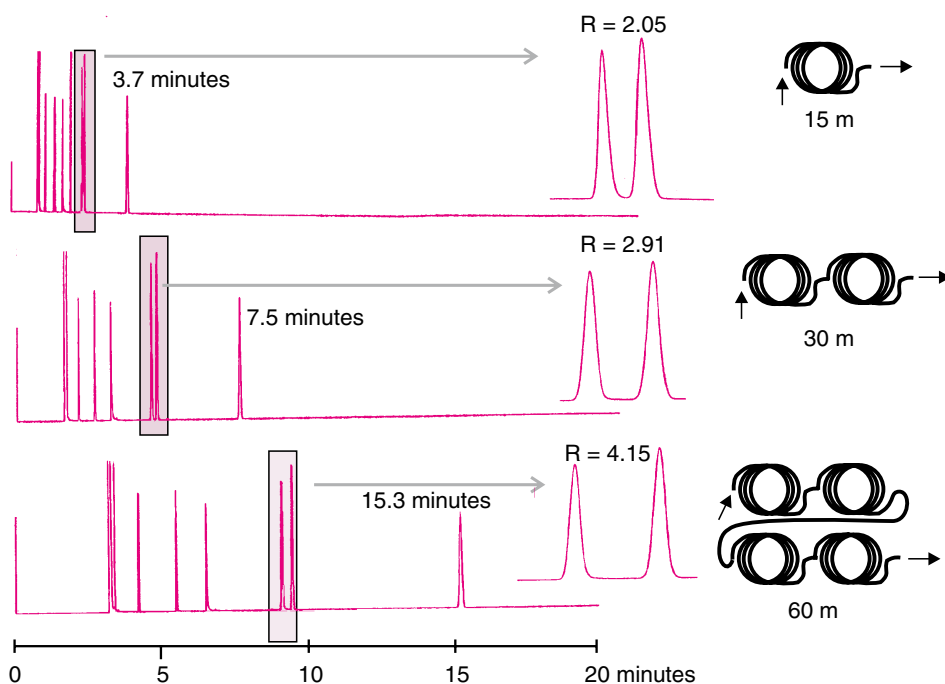 R = 2.05
3.7 minutes
15 m
R = 2.91
7.5 minutes
30 m
R = 4.15
15.3 minutes
60 m
0 5 10 15 20 minutes